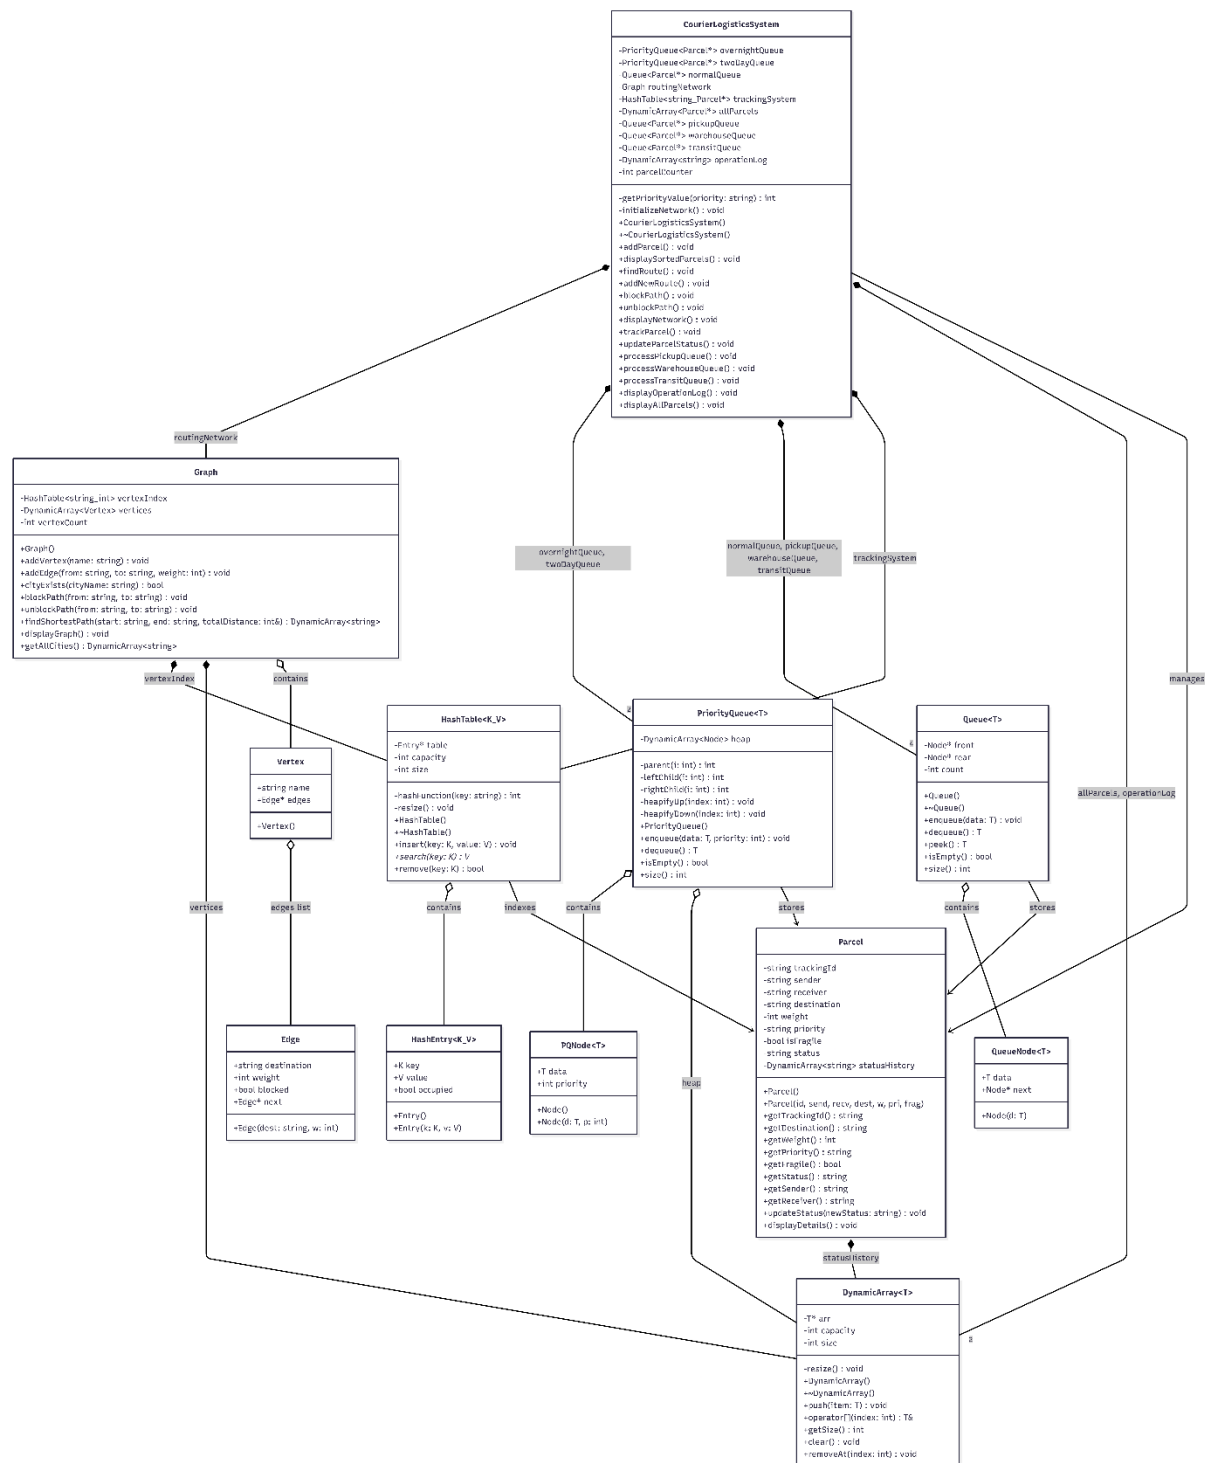 CourierLogisticsSystem
-PriorityQueue<Parcel*> overnightQueue
-PriorityQueue<Parcel*> twoDayQueue
-Queue<Parcel*> normalQueue
-Graph routingNetwork
-HashTable<string_Parcel*> trackingSystem
-DynamicArray<Parcel*> allParcels
-Queue<Parcel*> pickupQueue
-Queue<Parcel*> warehouseQueue
-Queue<Parcel*> transitQueue
-DynamicArray<string> operationLog
-int parcelCounter
-getPriorityValue(priority: string) : int
-initializeNetwork() : void
+CourierLogisticsSystem()
+~CourierLogisticsSystem()
+addParcel() : void
+displaySortedParcels() : void
+findRoute() : void
+addNewRoute() : void
+blockPath() : void
+unblockPath() : void
+displayNetwork() : void
+trackParcel() : void
+updateParcelStatus() : void
+processPickupQueue() : void
+processWarehouseQueue() : void
+processTransitQueue() : void
+displayOperationLog() : void
+displayAllParcels() : void
routingNetwork
Graph
-HashTable<string_int> vertexIndex
-DynamicArray<Vertex> vertices
-int vertexCount
+Graph()
+addVertex(name: string) : void
+addEdge(from: string, to: string, weight: int) : void
+cityExists(cityName: string) : bool
+blockPath(from: string, to: string) : void
+unblockPath(from: string, to: string) : void
+findShortestPath(start: string, end: string, totalDistance: int&) : DynamicArray<string>
+displayGraph() : void
+getAllCities() : DynamicArray<string>
overnightQueue,
twoDayQueue
normalQueue, pickupQueue,
warehouseQueue,
transitQueue
trackingSystem
vertexIndex
contains
manages
allParcels, operationLog
Vertex
+string name
+Edge* edges
+Vertex()
HashTable<K_V>
-Entry* table
-int capacity
-int size
-hashFunction(key: string) : int
-resize() : void
+HashTable()
+~HashTable()
+insert(key: K, value: V) : void
+search(key: K) : V
+remove(key: K) : bool
PriorityQueue<T>
-DynamicArray<Node> heap
-parent(i: int) : int
-leftChild(i: int) : int
-rightChild(i: int) : int
-heapifyUp(index: int) : void
-heapifyDown(index: int) : void
+PriorityQueue()
+enqueue(data: T, priority: int) : void
+dequeue() : T
+isEmpty() : bool
+size() : int
Queue<T>
-Node* front
-Node* rear
-int count
+Queue()
+~Queue()
+enqueue(data: T) : void
+dequeue() : T
+peek() : T
+isEmpty() : bool
+size() : int
vertices
edges list
contains
indexes
contains
stores
contains
stores
Edge
+string destination
+int weight
+bool blocked
+Edge* next
+Edge(dest: string, w: int)
HashEntry<K_V>
+K key
+V value
+bool occupied
+Entry()
+Entry(k: K, v: V)
PQNode<T>
+T data
+int priority
+Node()
+Node(d: T, p: int)
Parcel
-string trackingId
-string sender
-string receiver
-string destination
-int weight
-string priority
-bool isFragile
-string status
-DynamicArray<string> statusHistory
+Parcel()
+Parcel(id, send, recv, dest, w, pri, frag)
+getTrackingId() : string
+getDestination() : string
+getWeight() : int
+getPriority() : string
+getFragile() : bool
+getStatus() : string
+getSender() : string
+getReceiver() : string
+updateStatus(newStatus: string) : void
+displayDetails() : void
QueueNode<T>
+T data
+Node* next
+Node(d: T)
heap
statusHistory
DynamicArray<T>
-T* arr
-int capacity
-int size
-resize() : void
+DynamicArray()
+~DynamicArray()
+push(item: T) : void
+operator[](index: int) : T&
+getSize() : int
+clear() : void
+removeAt(index: int) : void